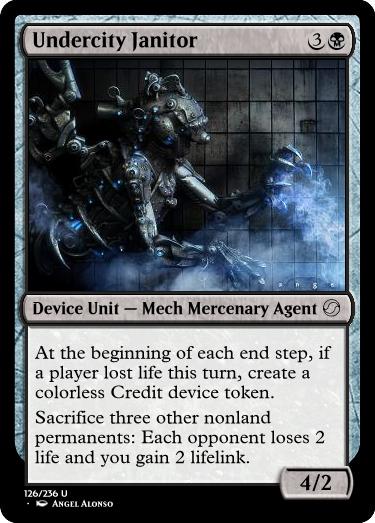 Undercity Janitor 3
a n g e
Device Unit — Mech Mercenary Agent
At the beginning of each end step, if
a player lost life this turn, create a
colorless Credit device token.
Sacrifice three other nonland
permanents: Each opponent loses 2
life and you gain 2 lifelink.
4/2
126/236 U
· Angel Alonso